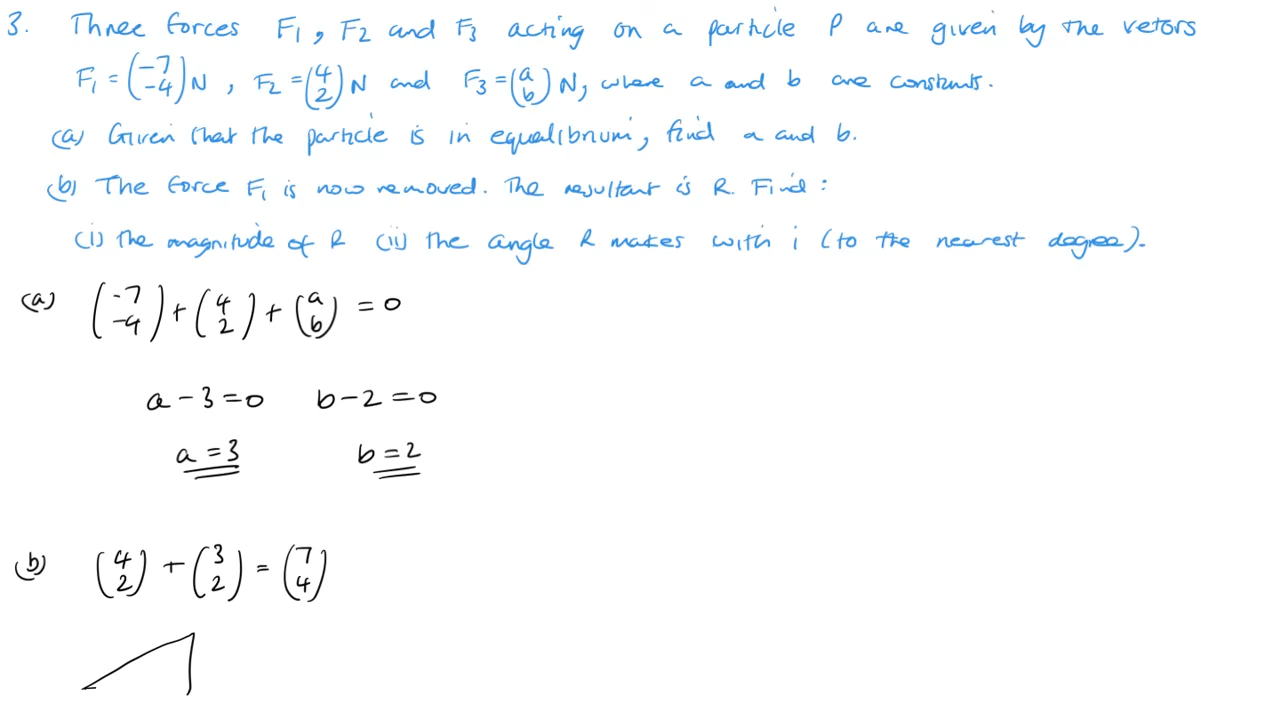 3. Three forces F₁, F₂ and F₃ acting on a particle P are given by the vetors
F₁ = (-7 -4) N, F₂ = (4 2) N and F₃ = (a b) N, where a and b are constants.
(a) Given that the particle is in equalibrium, find a and b.
(b) The force F₁ is now removed. The resultant is R. Find:
(i) the magnitude of R (ii) the angle R makes with i (to the nearest degree).
(a) (-7 -4) + (4 2) + (a b) = 0
a - 3 = 0 b - 2 = 0
a = 3 b = 2
(b) (4 2) + (3 2) = (7 4)